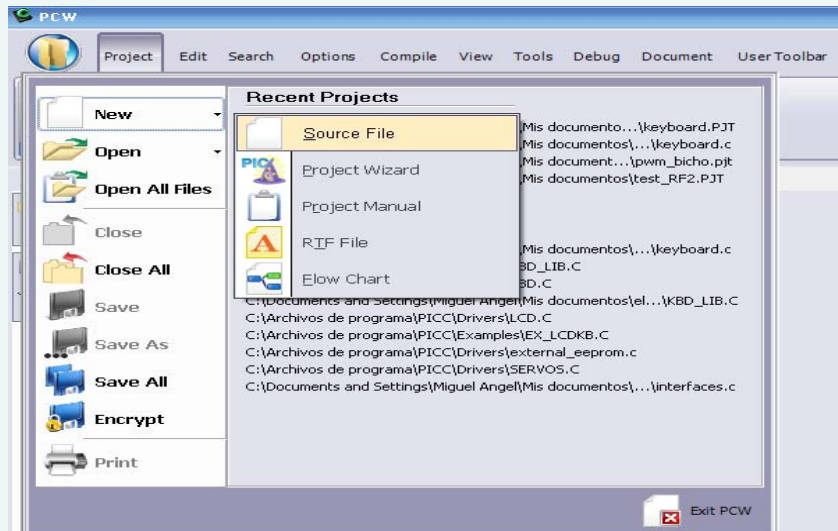 PCW
Project Edit Search Options Compile View Tools Debug Document User Toolbar
New
Open
Open All Files
Close
Close All
Save
Save As
Save All
Encrypt
Print
Recent Projects
Source File
Project Wizard
Project Manual
RTF File
Flow Chart
\Mis documento...\keyboard.PJT
\Mis documentos\...\keyboard.c
\Mis document...\pwm_bicho.pjt
\Mis documentos\test_RF2.PJT
\Mis documentos\...\keyboard.c
BD_LIB.C
BD.C
C:\Documents and Settings\Miguel Angel\Mis documentos\el...\KBD_LIB.C
C:\Archivos de programa\PICC\Drivers\LCD.C
C:\Archivos de programa\PICC\Examples\EX_LCDKB.C
C:\Archivos de programa\PICC\Drivers\external_eeprom.c
C:\Archivos de programa\PICC\Drivers\SERVOS.C
C:\Documents and Settings\Miguel Angel\Mis documentos\...\interfaces.c
Exit PCW